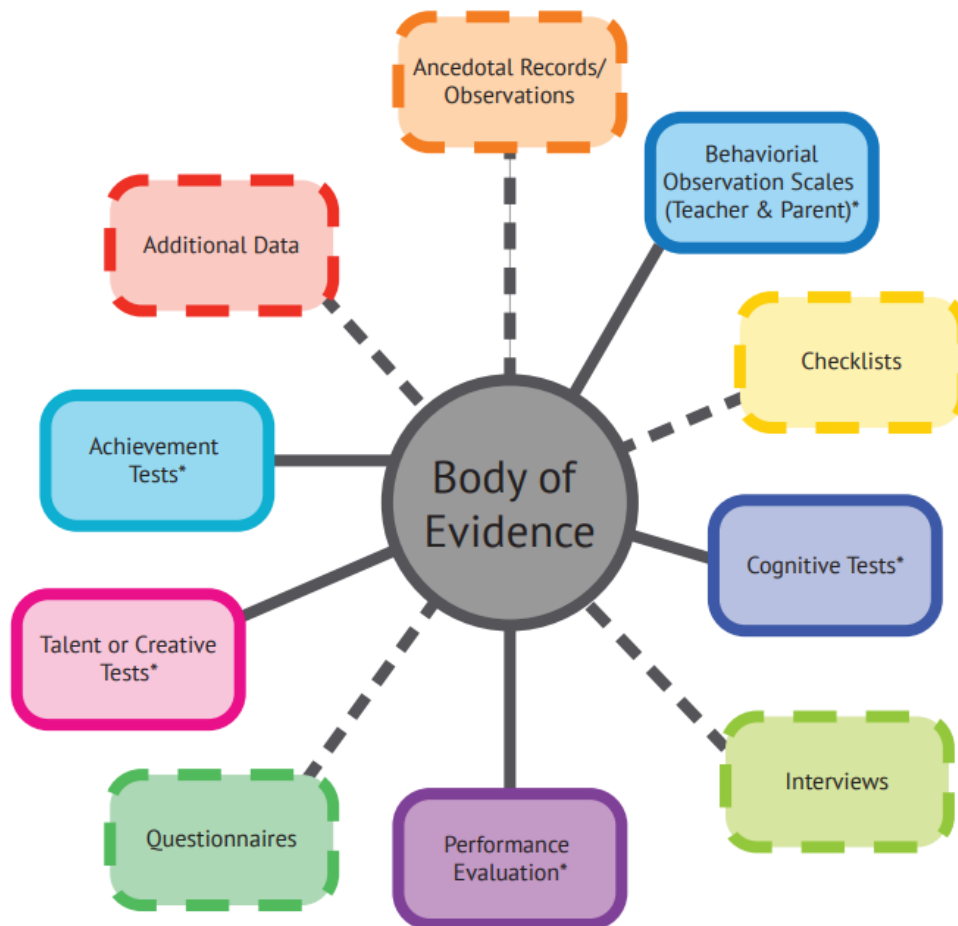 Ancedotal Records/
Observations
Behaviorial
Observation Scales
(Teacher & Parent)*
Additional Data
Checklists
Achievement
Tests*
Body of
Evidence
Cognitive Tests*
Talent or Creative
Tests*
Interviews
Questionnaires
Performance
Evaluation*